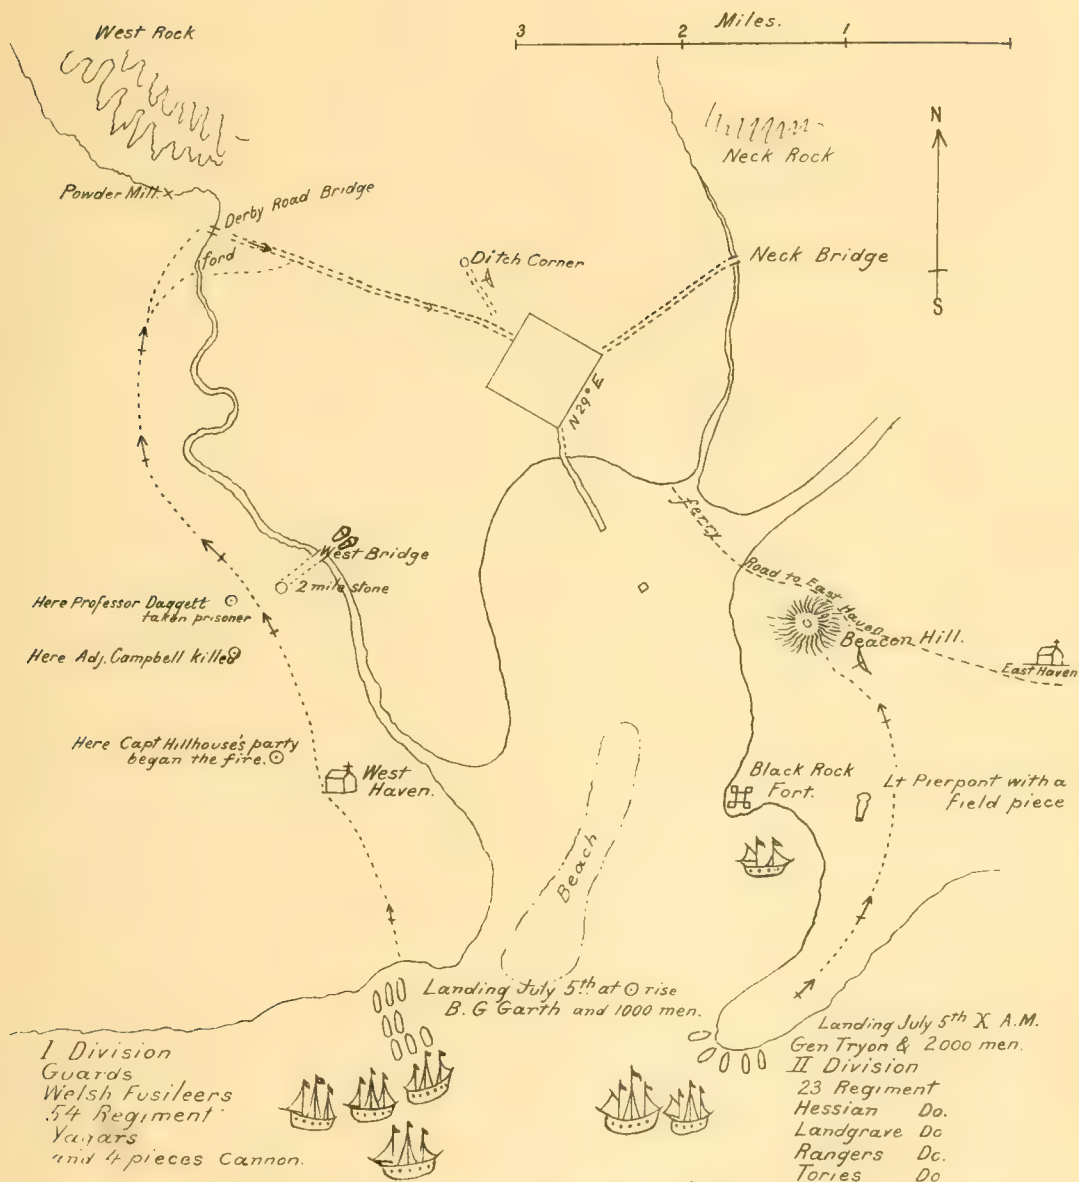 Miles.
3 2 1
West Rock
N
Neck Rock
Powder Mill.
Derby Road Bridge
ford
Ditch Corner
Neck Bridge
S
N 29° E
ferry
West Bridge
2 mile stone
Road to East Haven
Here Professor Daggett
taken prisoner
Beacon Hill.
Here Adj. Campbell killed
East Haven
Here Capt Hillhouse's party
began the fire.
West
Haven.
Black Rock
Fort.
Lt Pierpont with a
field piece
Beach
Landing July 5th at ⊙ rise
B. G Garth and 1000 men.
Landing July 5th X A.M.
Gen Tryon & 2000 men.
I Division
Guards
Welsh Fusileers
54 Regiment
Yagars
and 4 pieces Cannon.
II Division
23 Regiment
Hessian Do.
Landgrave Do
Rangers Do.
Tories Do